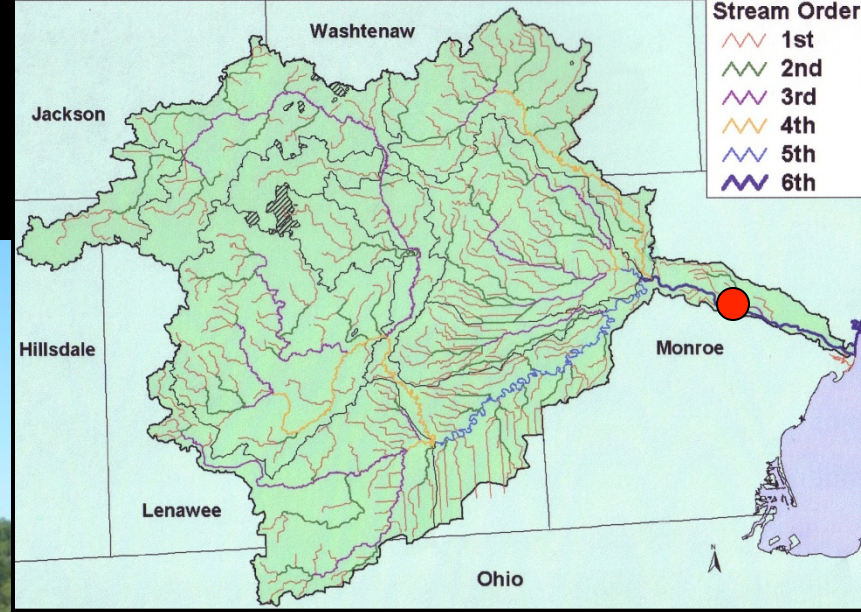 Stream Order
1st
2nd
3rd
4th
5th
6th
Washtenaw
Jackson
Hillsdale
Monroe
Lenawee
Ohio
N